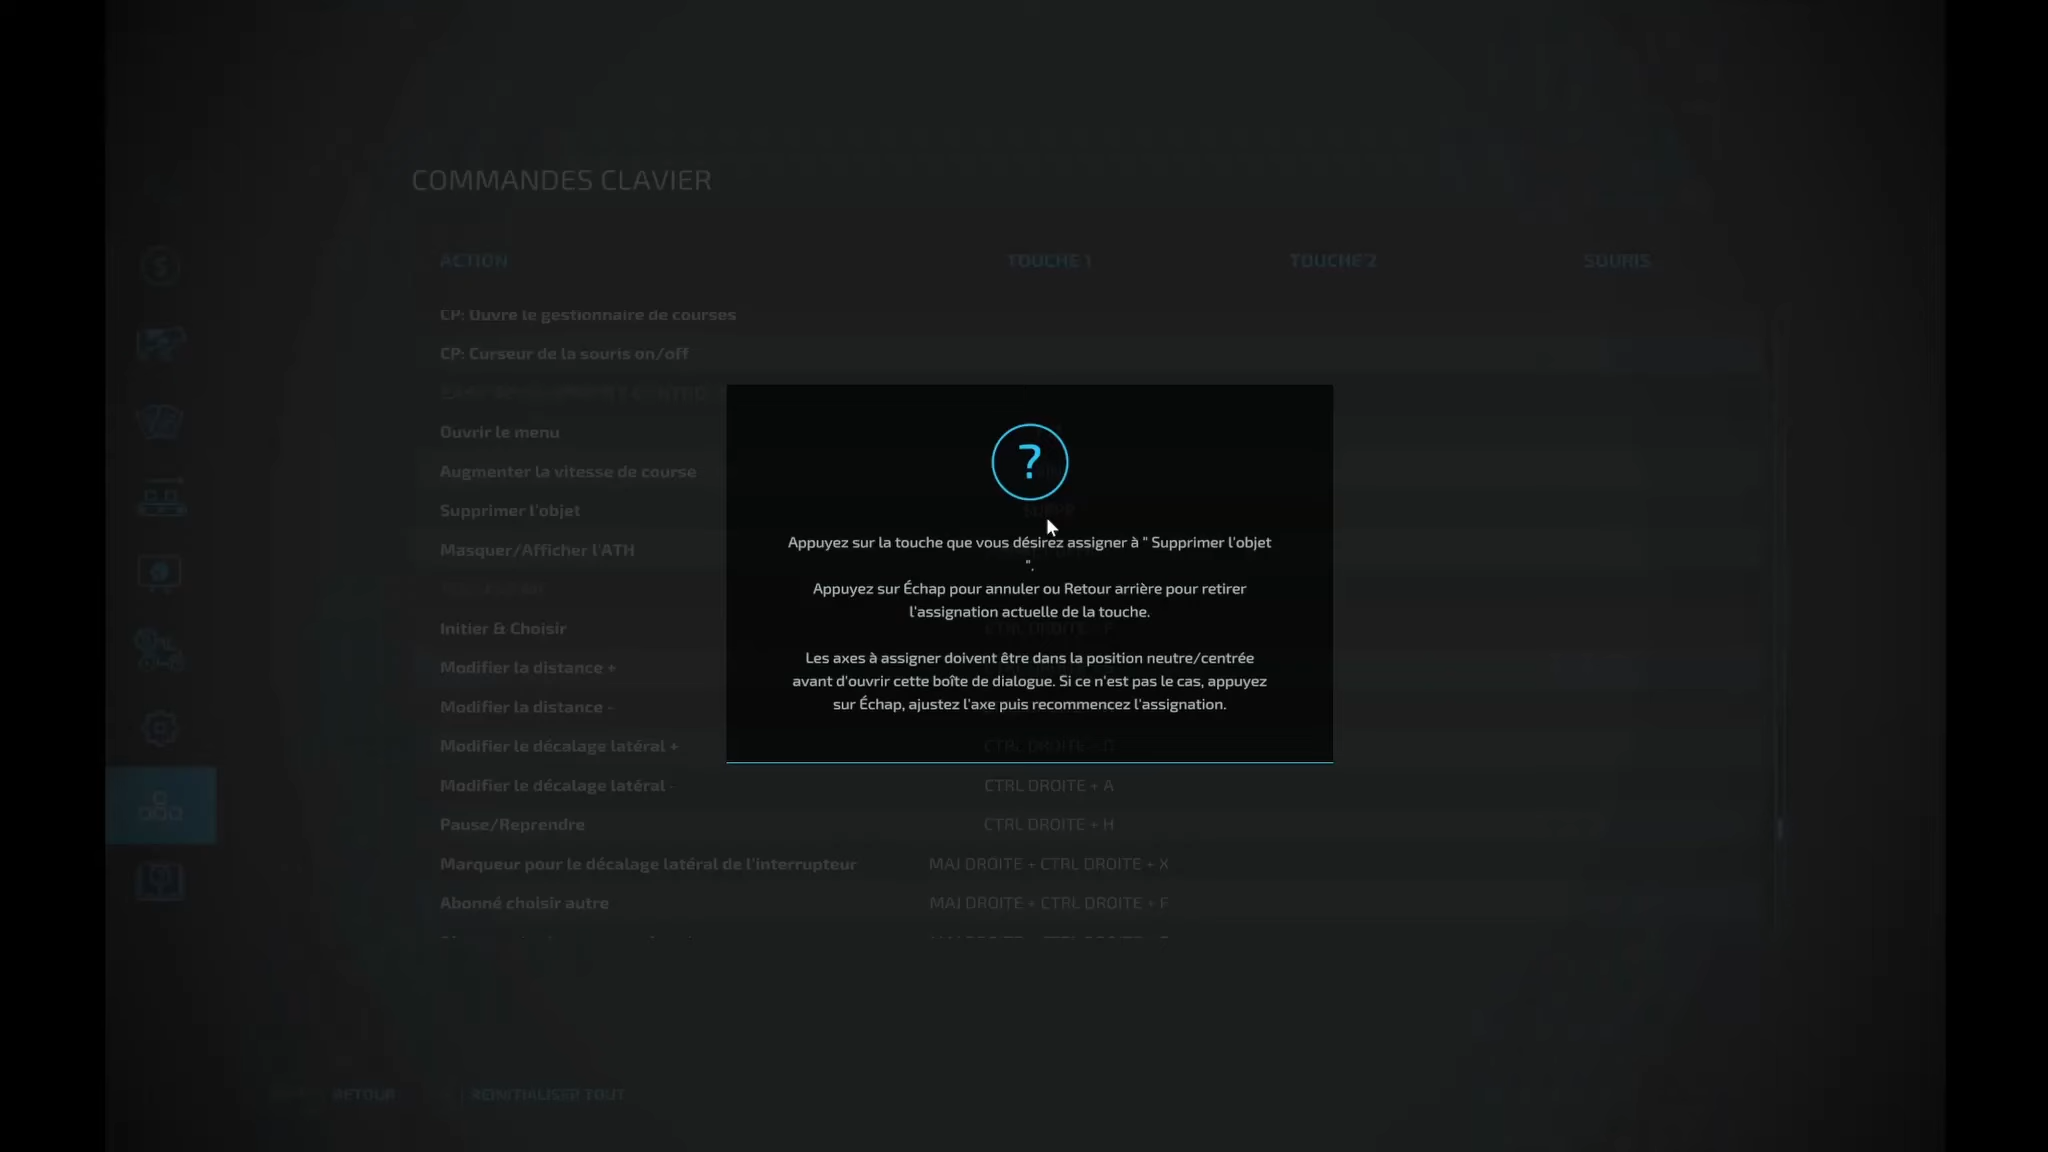 COMMANDES CLAVIER
ACTION TOUCHE 1 TOUCHE 2 SOURIS
CP: Ouvre le gestionnaire de courses
CP: Curseur de la souris on/off
Ouvrir le menu
Augmenter la vitesse de course
Supprimer l'objet SUPPR
Masquer/Afficher l'ATH
Initier & Choisir CTRL DROITE + F
Modifier la distance +
Modifier la distance -
Modifier le décalage latéral + CTRL DROITE + D
Modifier le décalage latéral - CTRL DROITE + A
Pause/Reprendre CTRL DROITE + H
Marqueur pour le décalage latéral de l'interrupteur MAJ DROITE + CTRL DROITE + X
Abonné choisir autre MAJ DROITE + CTRL DROITE + F
?
Appuyez sur la touche que vous désirez assigner à " Supprimer l'objet
".
Appuyez sur Échap pour annuler ou Retour arrière pour retirer
l'assignation actuelle de la touche.
Les axes à assigner doivent être dans la position neutre/centrée
avant d'ouvrir cette boîte de dialogue. Si ce n'est pas le cas, appuyez
sur Échap, ajustez l'axe puis recommencez l'assignation.
RETOUR REINITIALISER TOUT